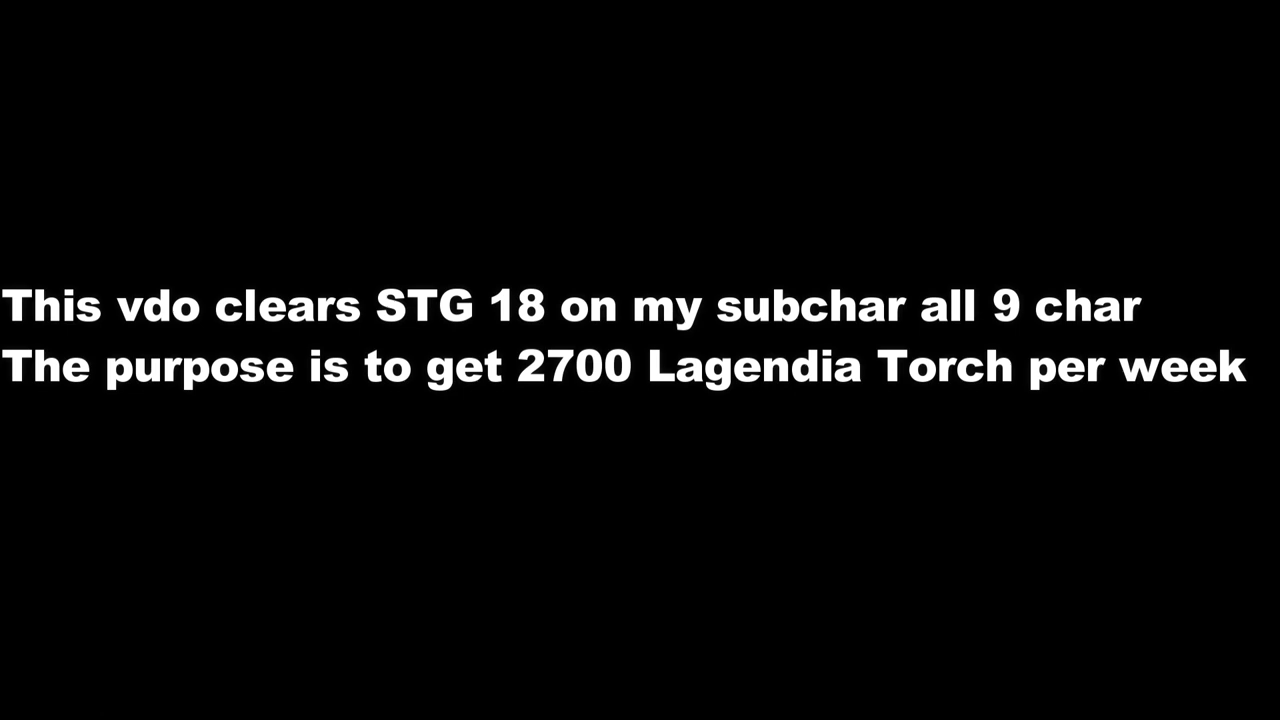 This vdo clears STG 18 on my subchar all 9 char
The purpose is to get 2700 Lagendia Torch per week